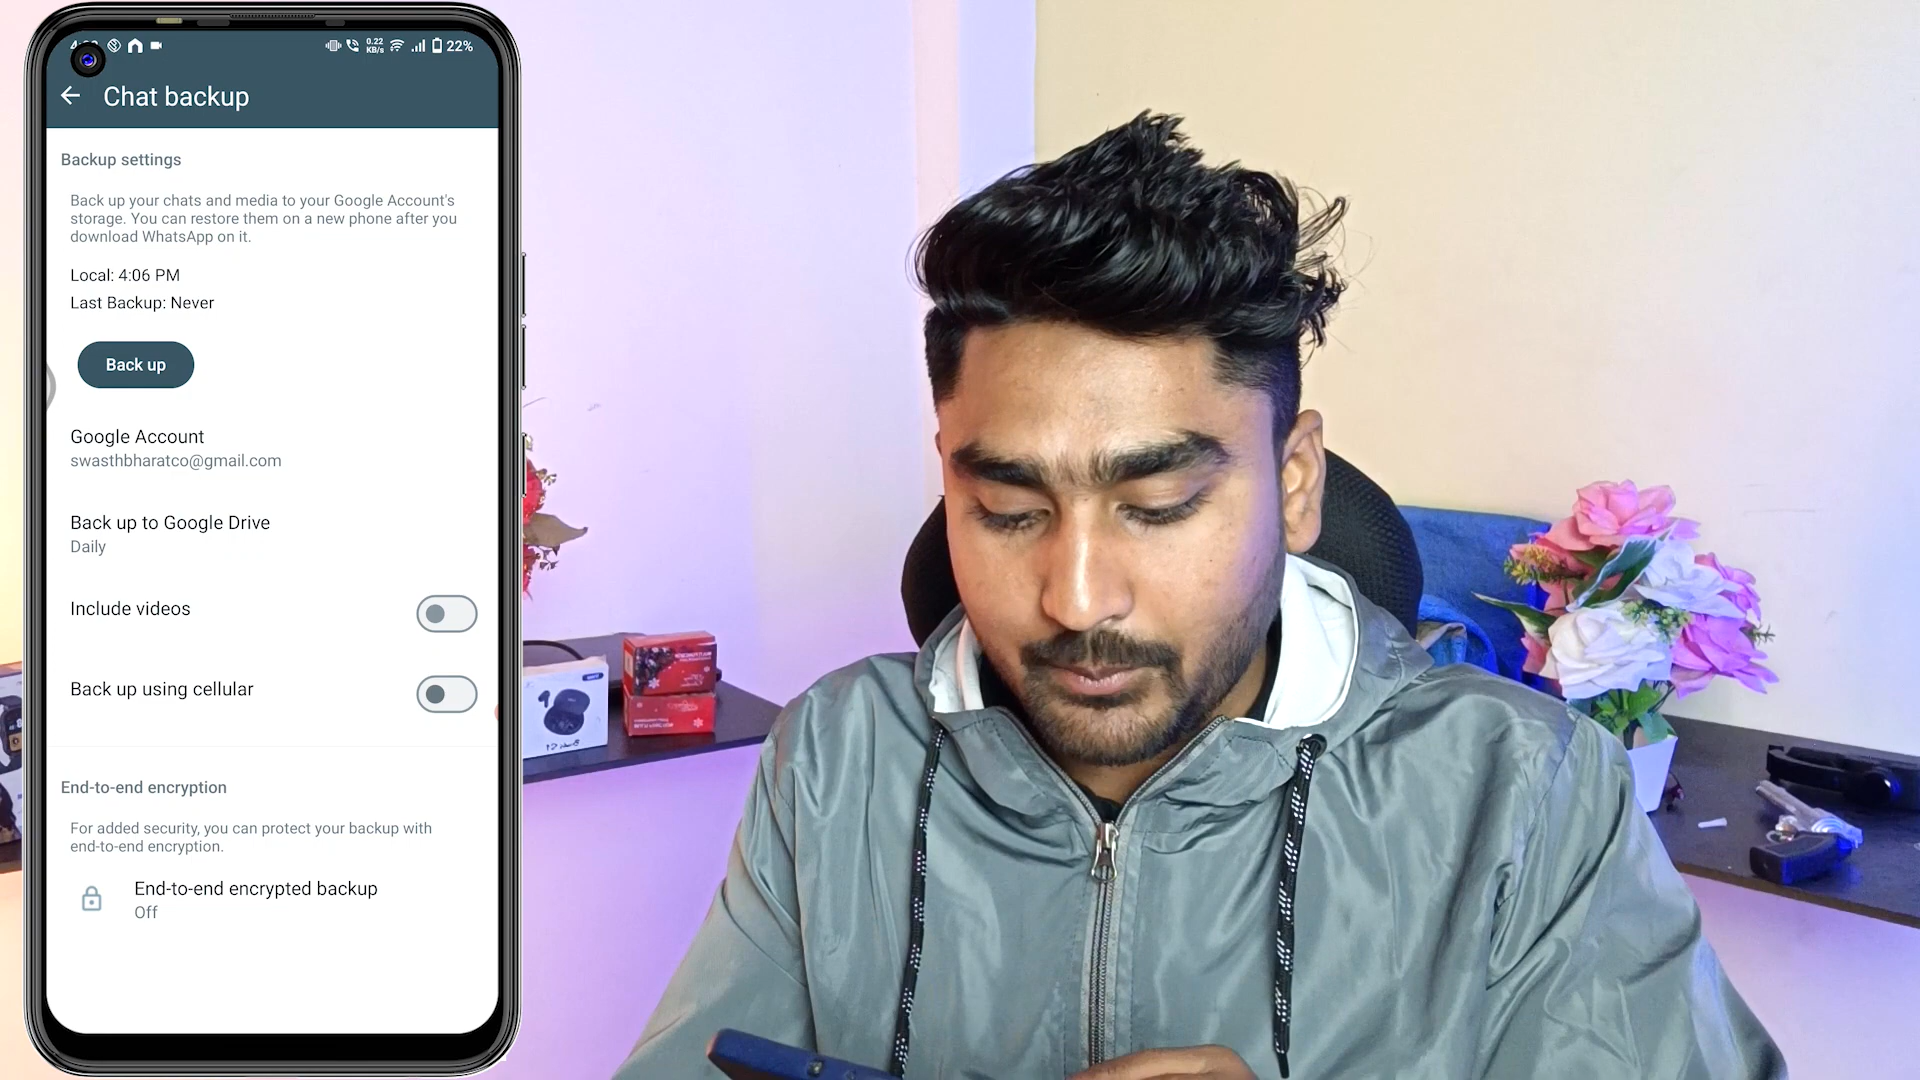 0.22
KB/s
22%
Chat backup
Backup settings
Back up your chats and media to your Google Account's
storage. You can restore them on a new phone after you
download WhatsApp on it.
Local: 4:06 PM
Last Backup: Never
Back up
Google Account
swasthbharatco@gmail.com
Back up to Google Drive
Daily
Include videos
Back up using cellular
End-to-end encryption
For added security, you can protect your backup with
end-to-end encryption.
End-to-end encrypted backup
Off